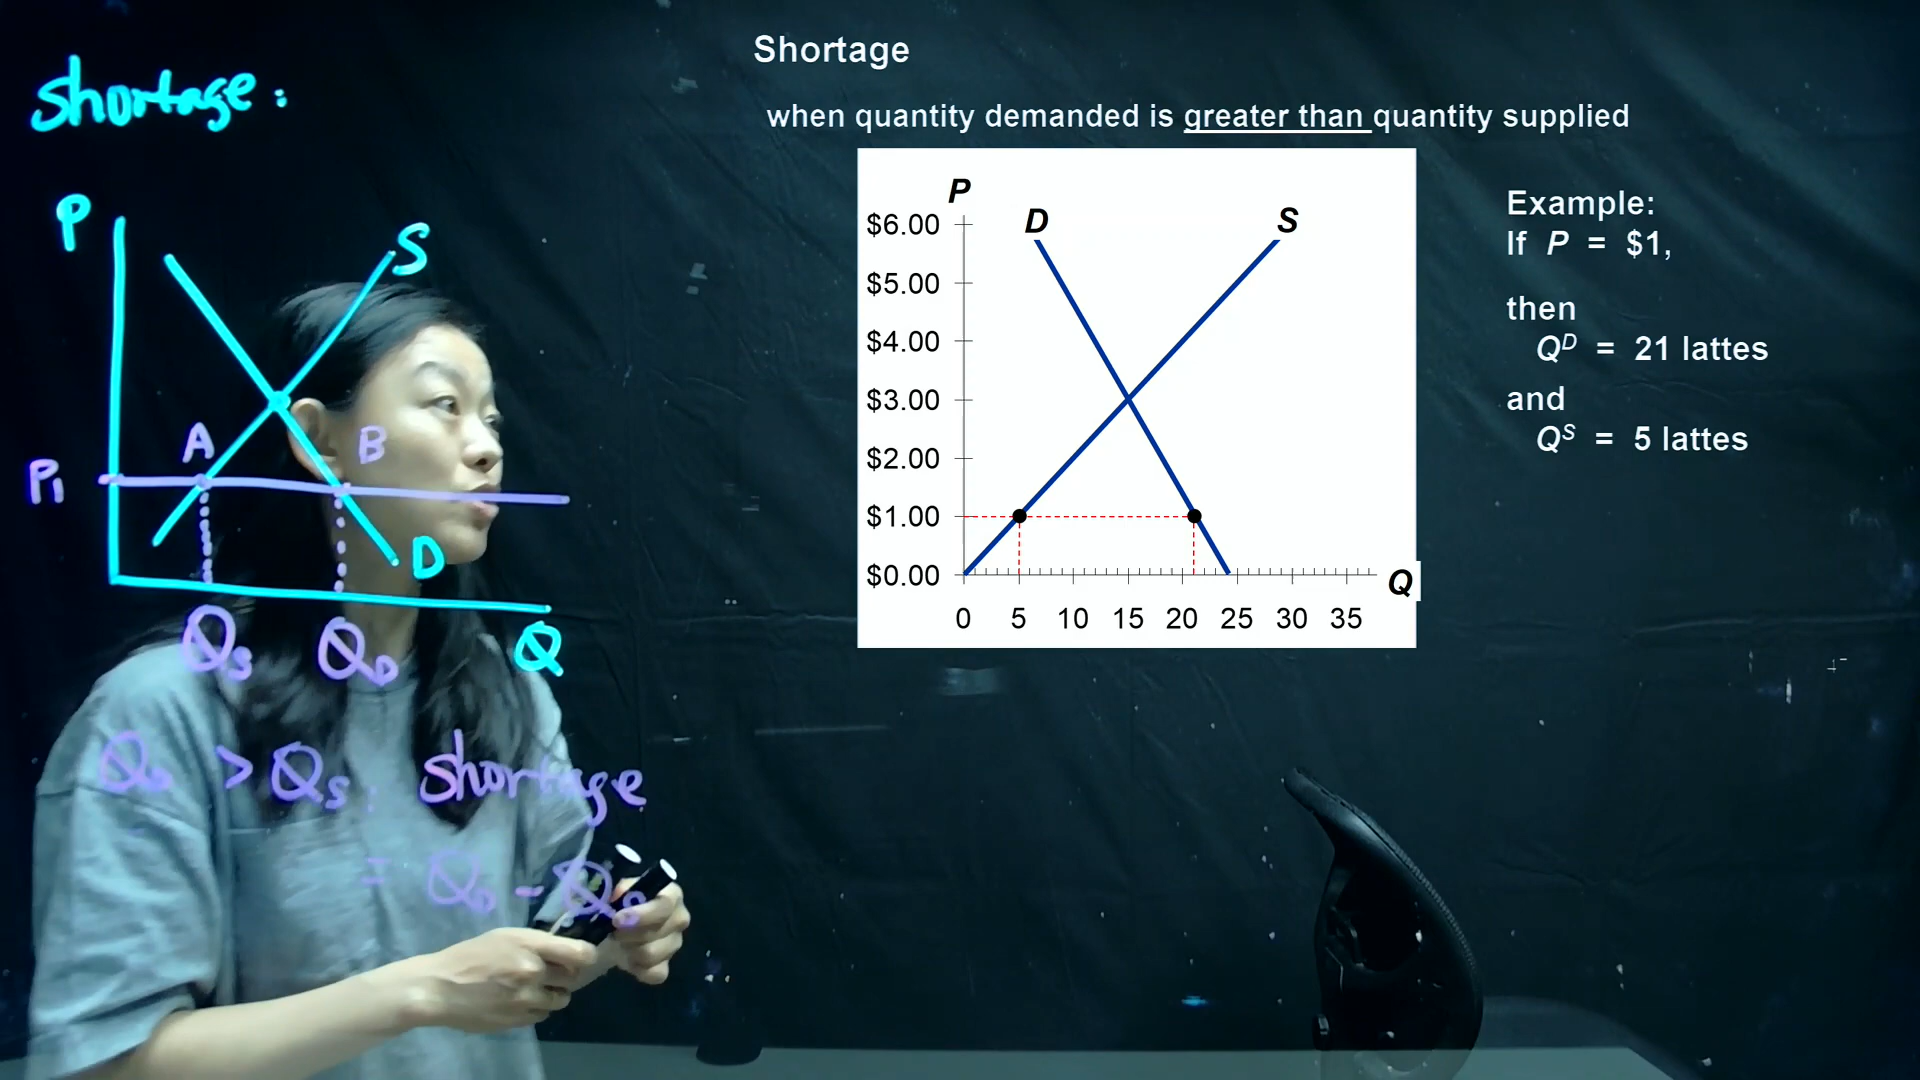 Shortage:
P
S
A
B
P1
D
QS
QD
Q
QD > QS: Shortage
= QD - QS
Shortage
when quantity demanded is greater than quantity supplied
P
D
S
$6.00
$5.00
$4.00
$3.00
$2.00
$1.00
$0.00
Q
0 5 10 15 20 25 30 35
Example:
If P = $1,
then
QD = 21 lattes
and
QS = 5 lattes